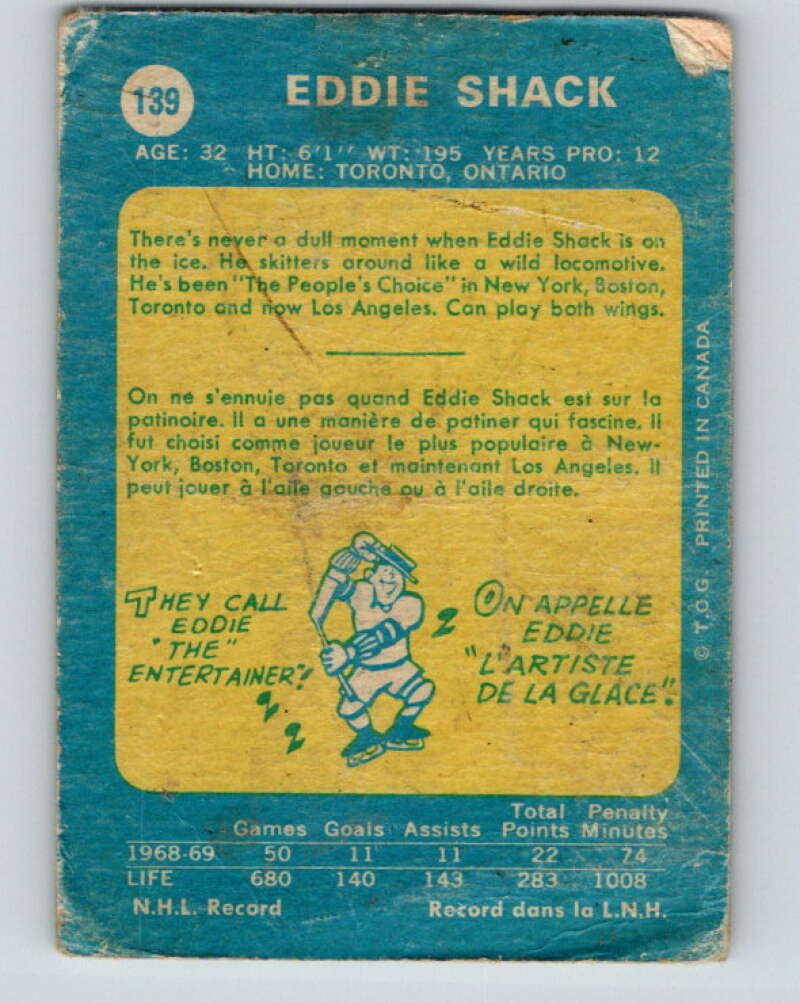 139
EDDIE SHACK
AGE: 32 HT: 6'1" WT: 195 YEARS PRO: 12
HOME: TORONTO, ONTARIO
There's never a dull moment when Eddie Shack is on
the ice. He skitters around like a wild locomotive.
He's been "The People's Choice" in New York, Boston,
Toronto and now Los Angeles. Can play both wings.
On ne s'ennuie pas quand Eddie Shack est sur la
patinoire. Il a une manière de patiner qui fascine. Il
fut choisi comme joueur le plus populaire à New-
York, Boston, Toronto et maintenant Los Angeles. Il
peut jouer à l'aile gauche ou à l'aile droite.
THEY CALL
EDDIE
"THE"
ENTERTAINER"!
ON APPELLE
EDDIE
"L'ARTISTE
DE LA GLACE".
Total Penalty
Games Goals Assists Points Minutes
1968-69 50 11 11 22 74
LIFE 680 140 143 283 1008
N.H.L. Record Record dans la L.N.H.
© T.O.G. PRINTED IN CANADA